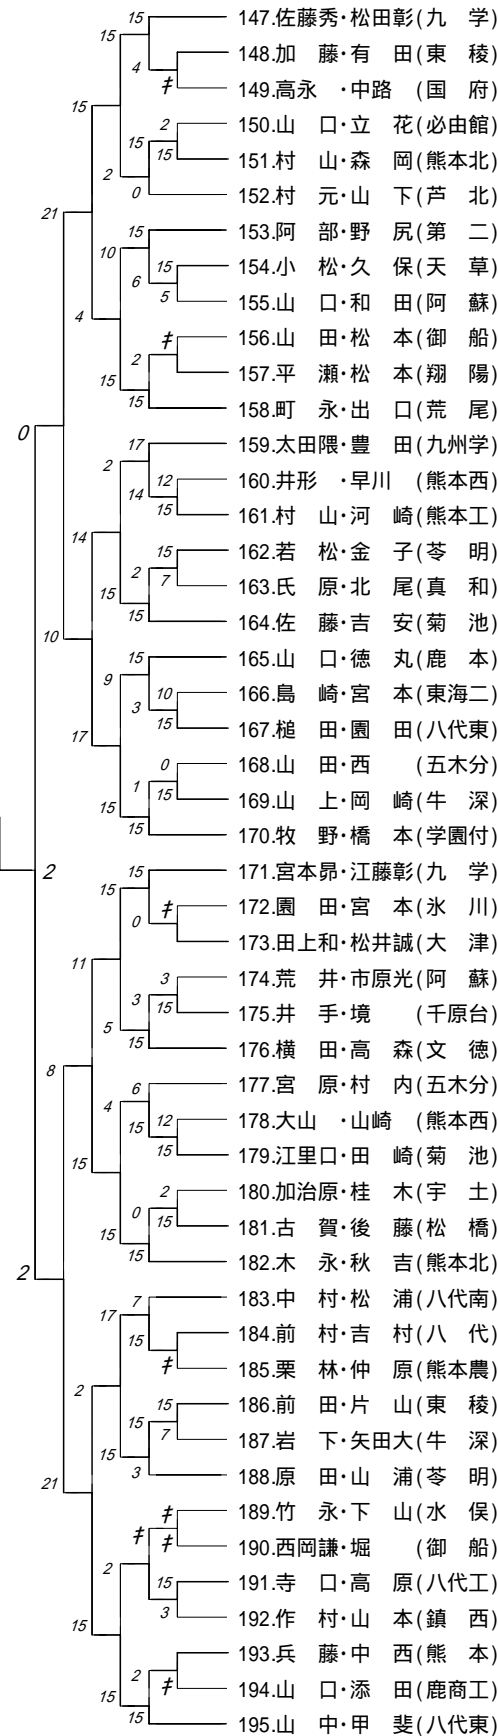 15 147.佐藤秀・松田彰(九　学)
15
148.加　藤・有　田(東　稜)
4
≠ 149.高永　・中路　(国　府)
15
2 150.山　口・立　花(必由館)
15
15 151.村　山・森　岡(熊本北)
2
0 152.村　元・山　下(芦　北)
21
15 153.阿　部・野　尻(第　二)
10
15 154.小　松・久　保(天　草)
6
5 155.山　口・和　田(阿　蘇)
4
≠ 156.山　田・松　本(御　船)
2
157.平　瀬・松　本(翔　陽)
15
15 158.町　永・出　口(荒　尾)
0
17 159.太田隈・豊　田(九州学)
2
12 160.井形　・早川　(熊本西)
14
15 161.村　山・河　崎(熊本工)
14
15 162.若　松・金　子(苓　明)
2
7 163.氏　原・北　尾(真　和)
15
15 164.佐　藤・吉　安(菊　池)
10
15 165.山　口・徳　丸(鹿　本)
9
10 166.島　崎・宮　本(東海二)
3
15 167.槌　田・園　田(八代東)
17
0 168.山　田・西　　(五木分)
1
15 169.山　上・岡　崎(牛　深)
15
15 170.牧　野・橋　本(学園付)
2
15 171.宮本昴・江藤彰(九　学)
15
≠ 172.園　田・宮　本(氷　川)
0
173.田上和・松井誠(大　津)
11
3 174.荒　井・市原光(阿　蘇)
3
15 175.井　手・境　　(千原台)
5
15 176.横　田・高　森(文　徳)
8
6 177.宮　原・村　内(五木分)
4
12 178.大山　・山崎　(熊本西)
15
15 179.江里口・田　崎(菊　池)
15
2 180.加治原・桂　木(宇　土)
0
15 181.古　賀・後　藤(松　橋)
15
15 182.木　永・秋　吉(熊本北)
2
7 183.中　村・松　浦(八代南)
17
184.前　村・吉　村(八　代)
15
≠ 185.栗　林・仲　原(熊本農)
2
15 186.前　田・片　山(東　稜)
15
7 187.岩　下・矢田大(牛　深)
15
3 188.原　田・山　浦(苓　明)
21
≠ 189.竹　永・下　山(水　俣)
≠
≠ 190.西岡謙・堀　　(御　船)
2
15 191.寺　口・高　原(八代工)
3 192.作　村・山　本(鎮　西)
15
193.兵　藤・中　西(熊　本)
2
≠ 194.山　口・添　田(鹿商工)
15
15 195.山　中・甲　斐(八代東)